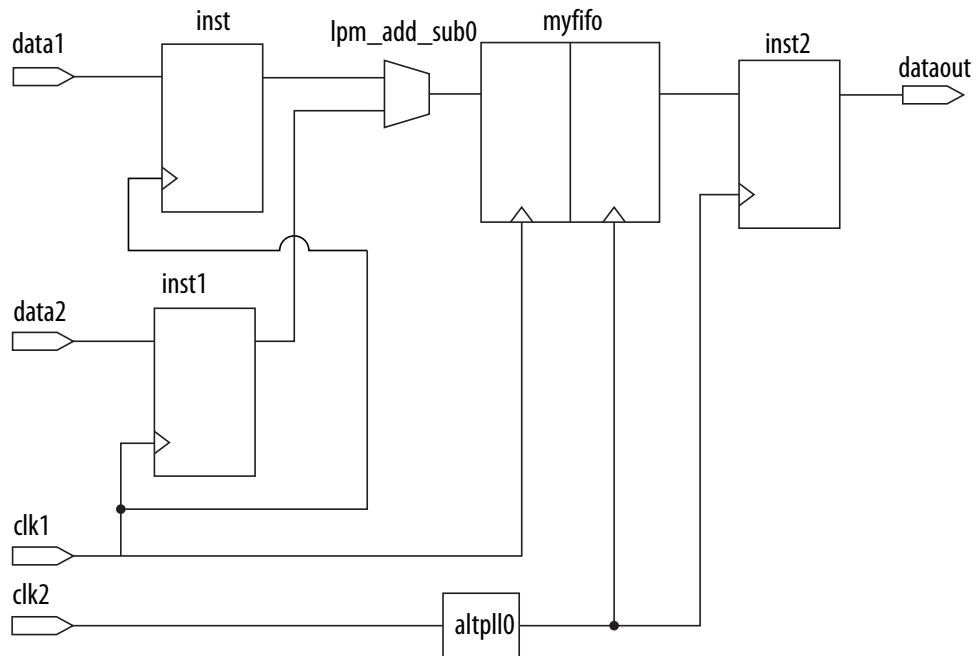 data1
inst
lpm_add_sub0
myfifo
inst2
dataout
data2
inst1
clk1
clk2
altpll0